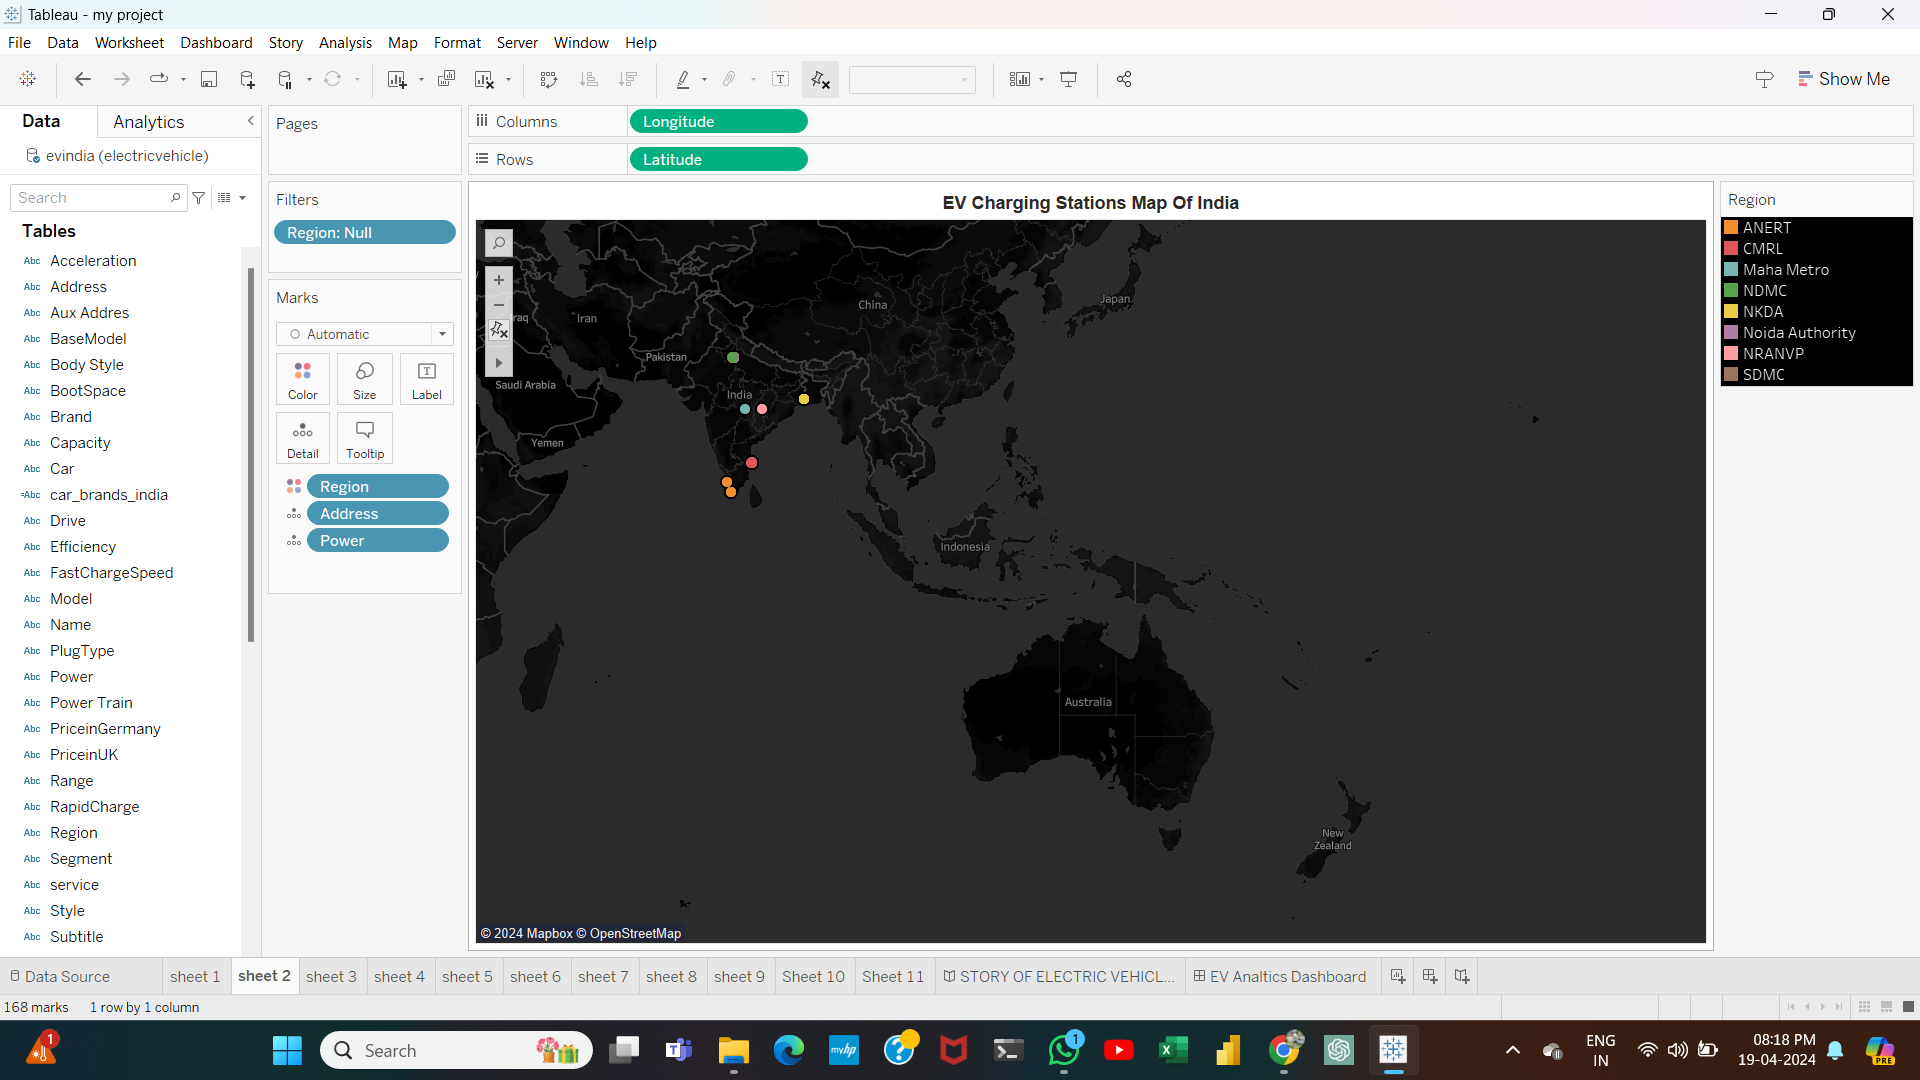 Tableau - my project
File Data Worksheet Dashboard Story Analysis Map Format Server Window Help
Show Me
Data
Analytics
evindia (electricvehicle)
Search
Tables
Abc Acceleration
Abc Address
Abc Aux Addres
Abc BaseModel
Abc Body Style
Abc BootSpace
Abc Brand
Abc Capacity
Abc Car
=Abc car_brands_india
Abc Drive
Abc Efficiency
Abc FastChargeSpeed
Abc Model
Abc Name
Abc PlugType
Abc Power
Abc Power Train
Abc PriceinGermany
Abc PriceinUK
Abc Range
Abc RapidCharge
Abc Region
Abc Segment
Abc service
Abc Style
Abc Subtitle
Pages
Filters
Region: Null
Marks
Automatic
Color
Size
Label
Detail
Tooltip
Region
Address
Power
Columns
Longitude
Rows
Latitude
EV Charging Stations Map Of India
China
Japan
raq
Iran
Pakistan
Saudi Arabia
India
Yemen
Indonesia
Australia
New
Zealand
© 2024 Mapbox © OpenStreetMap
Region
ANERT
CMRL
Maha Metro
NDMC
NKDA
Noida Authority
NRANVP
SDMC
Data Source
sheet 1
sheet 2
sheet 3
sheet 4
sheet 5
sheet 6
sheet 7
sheet 8
sheet 9
Sheet 10
Sheet 11
STORY OF ELECTRIC VEHICL...
EV Analtics Dashboard
168 marks
1 row by 1 column
1
Search
myhp
1
ENG
IN
08:18 PM
19-04-2024
PRE